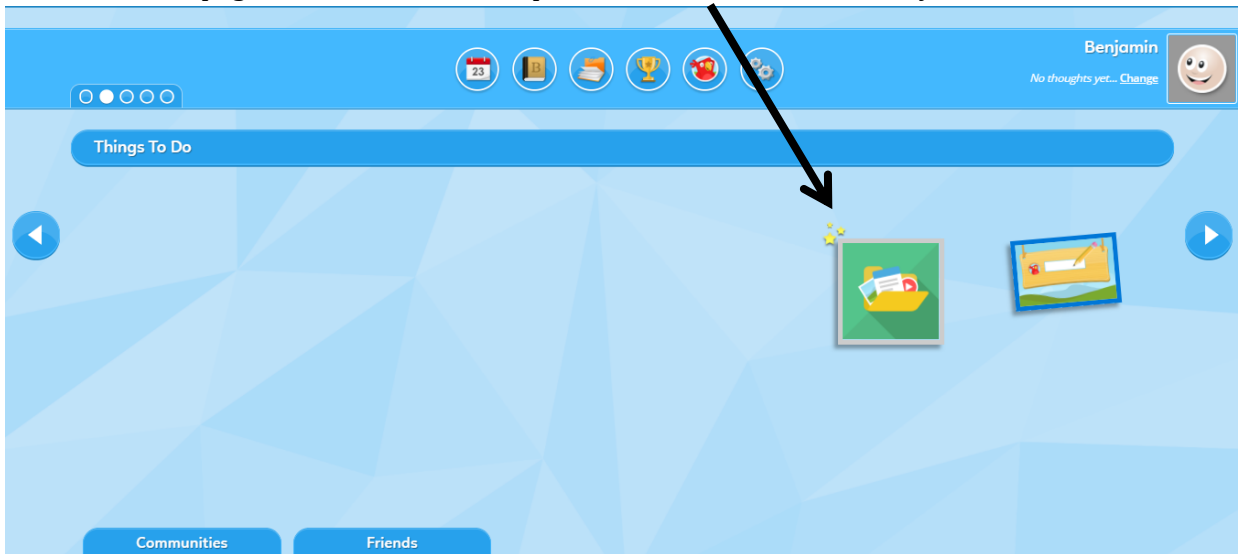 Benjamin
23
B
No thoughts yet... Change
Things To Do
Communities
Friends